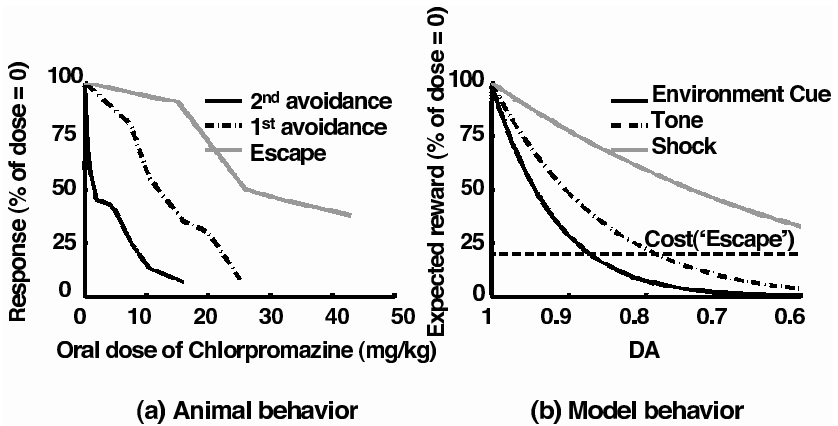 Response (% of dose = 0)
100
75
50
25
0
2nd avoidance
1st avoidance
Escape
0 10 20 30 40 50
Oral dose of Chlorpromazine (mg/kg)
(a) Animal behavior
Expected reward (% of dose = 0)
100
75
50
25
0
Environment Cue
Tone
Shock
Cost('Escape')
1 0.9 0.8 0.7 0.6
DA
(b) Model behavior